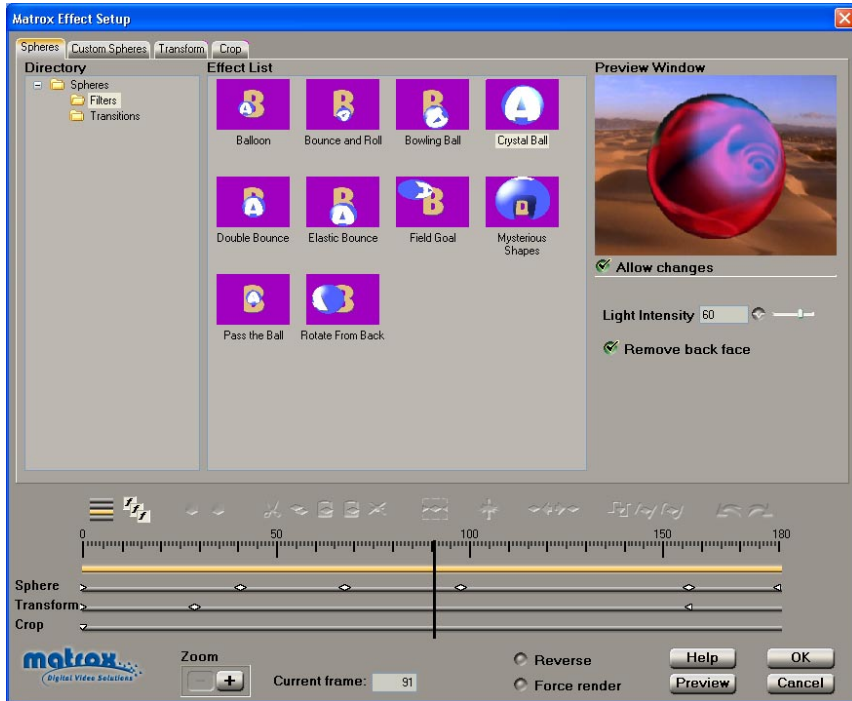 Matrox Effect Setup
Spheres Custom Spheres Transform Crop
Directory
Spheres
Filters
Transitions
Effect List
B B B
Balloon Bounce and Roll Bowling Ball Crystal Ball
B B B
Double Bounce Elastic Bounce Field Goal Mysterious
Shapes
B B
Pass the Ball Rotate From Back
Preview Window
Allow changes
Light Intensity 60
Remove back face
fff
0 50 100 150 180
Sphere
Transform
Crop
matrox
Digital Video Solutions
Zoom
- +
Current frame: 91
Reverse
Force render
Help OK
Preview Cancel